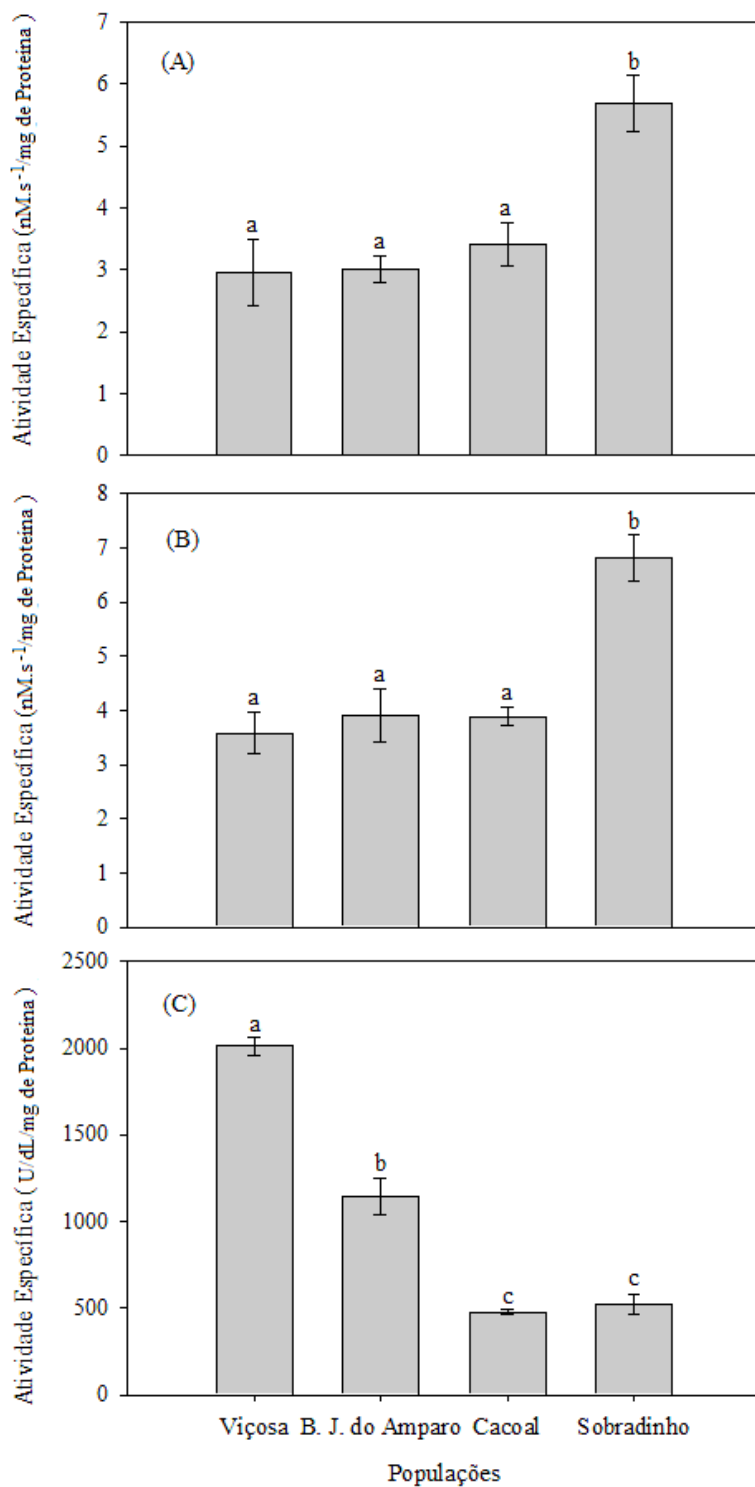 Atividade Específica (nM.s⁻¹/mg de Proteína )
7
6
5
4
3
2
1
0
(A)
a
a
a
b
Atividade Específica (nM.s⁻¹/mg de Proteína )
8
7
6
5
4
3
2
1
0
(B)
a
a
a
b
Atividade Específica ( U/dL/mg de Proteína )
2500
2000
1500
1000
500
0
(C)
a
b
c
c
Viçosa B. J. do Amparo Cacoal Sobradinho
Populações